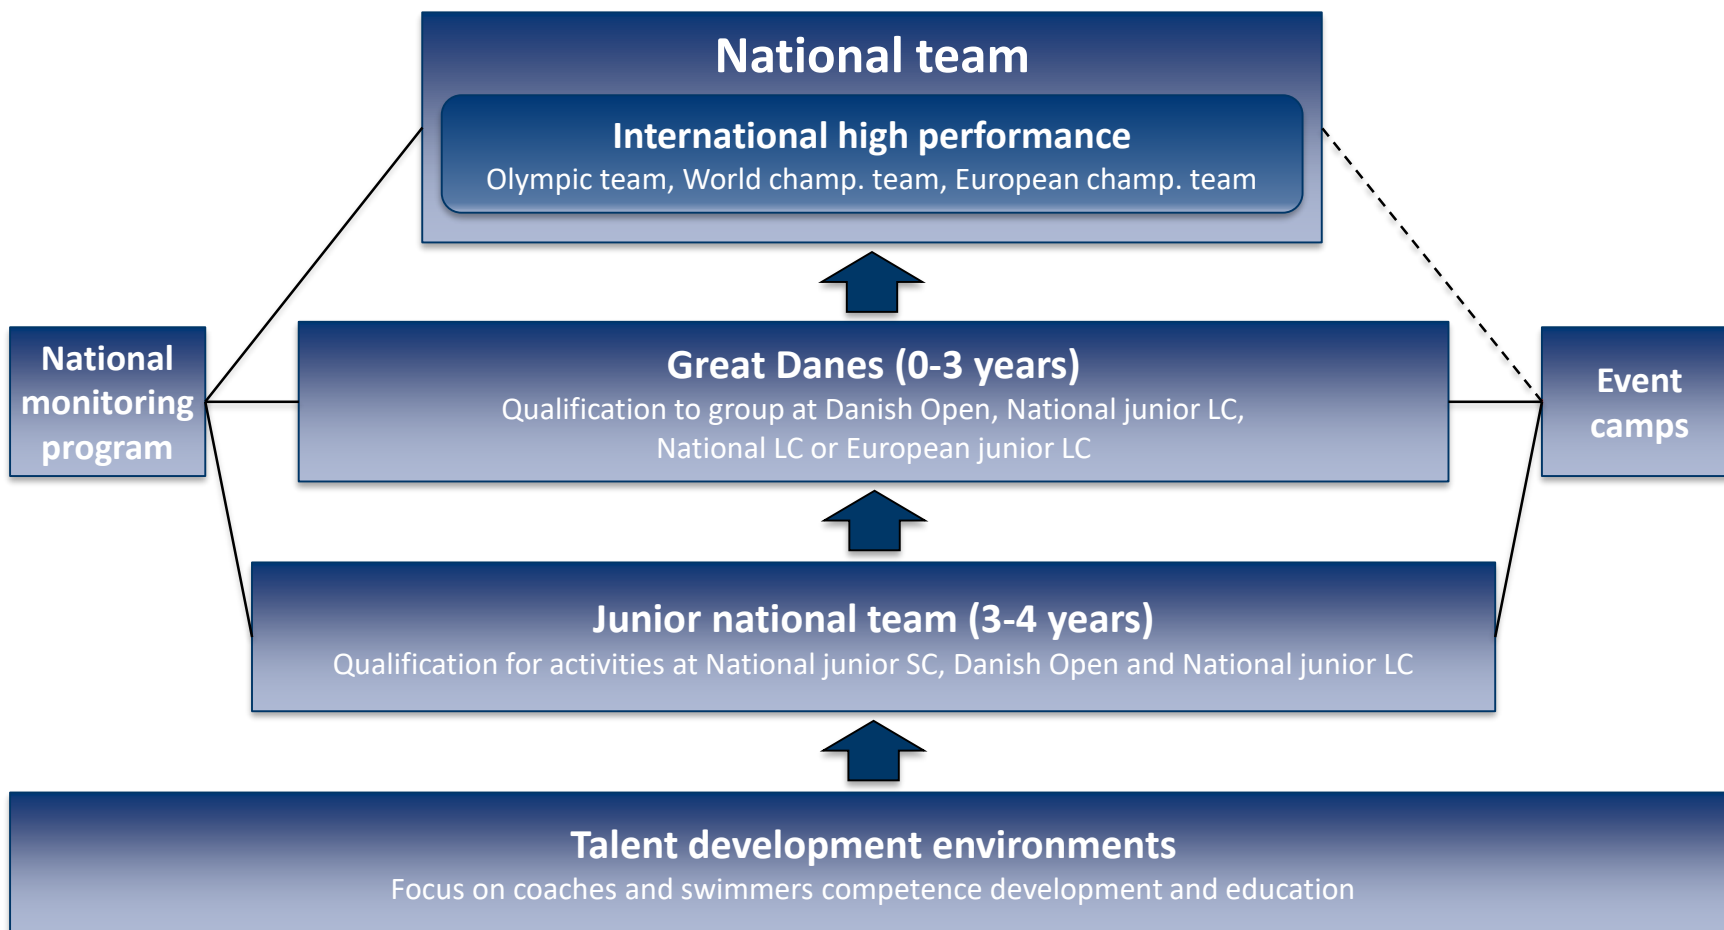 National team
International high performance
Olympic team, World champ. team, European champ. team
National
monitoring
program
Great Danes (0-3 years)
Qualification to group at Danish Open, National junior LC,
National LC or European junior LC
Event
camps
Junior national team (3-4 years)
Qualification for activities at National junior SC, Danish Open and National junior LC
Talent development environments
Focus on coaches and swimmers competence development and education